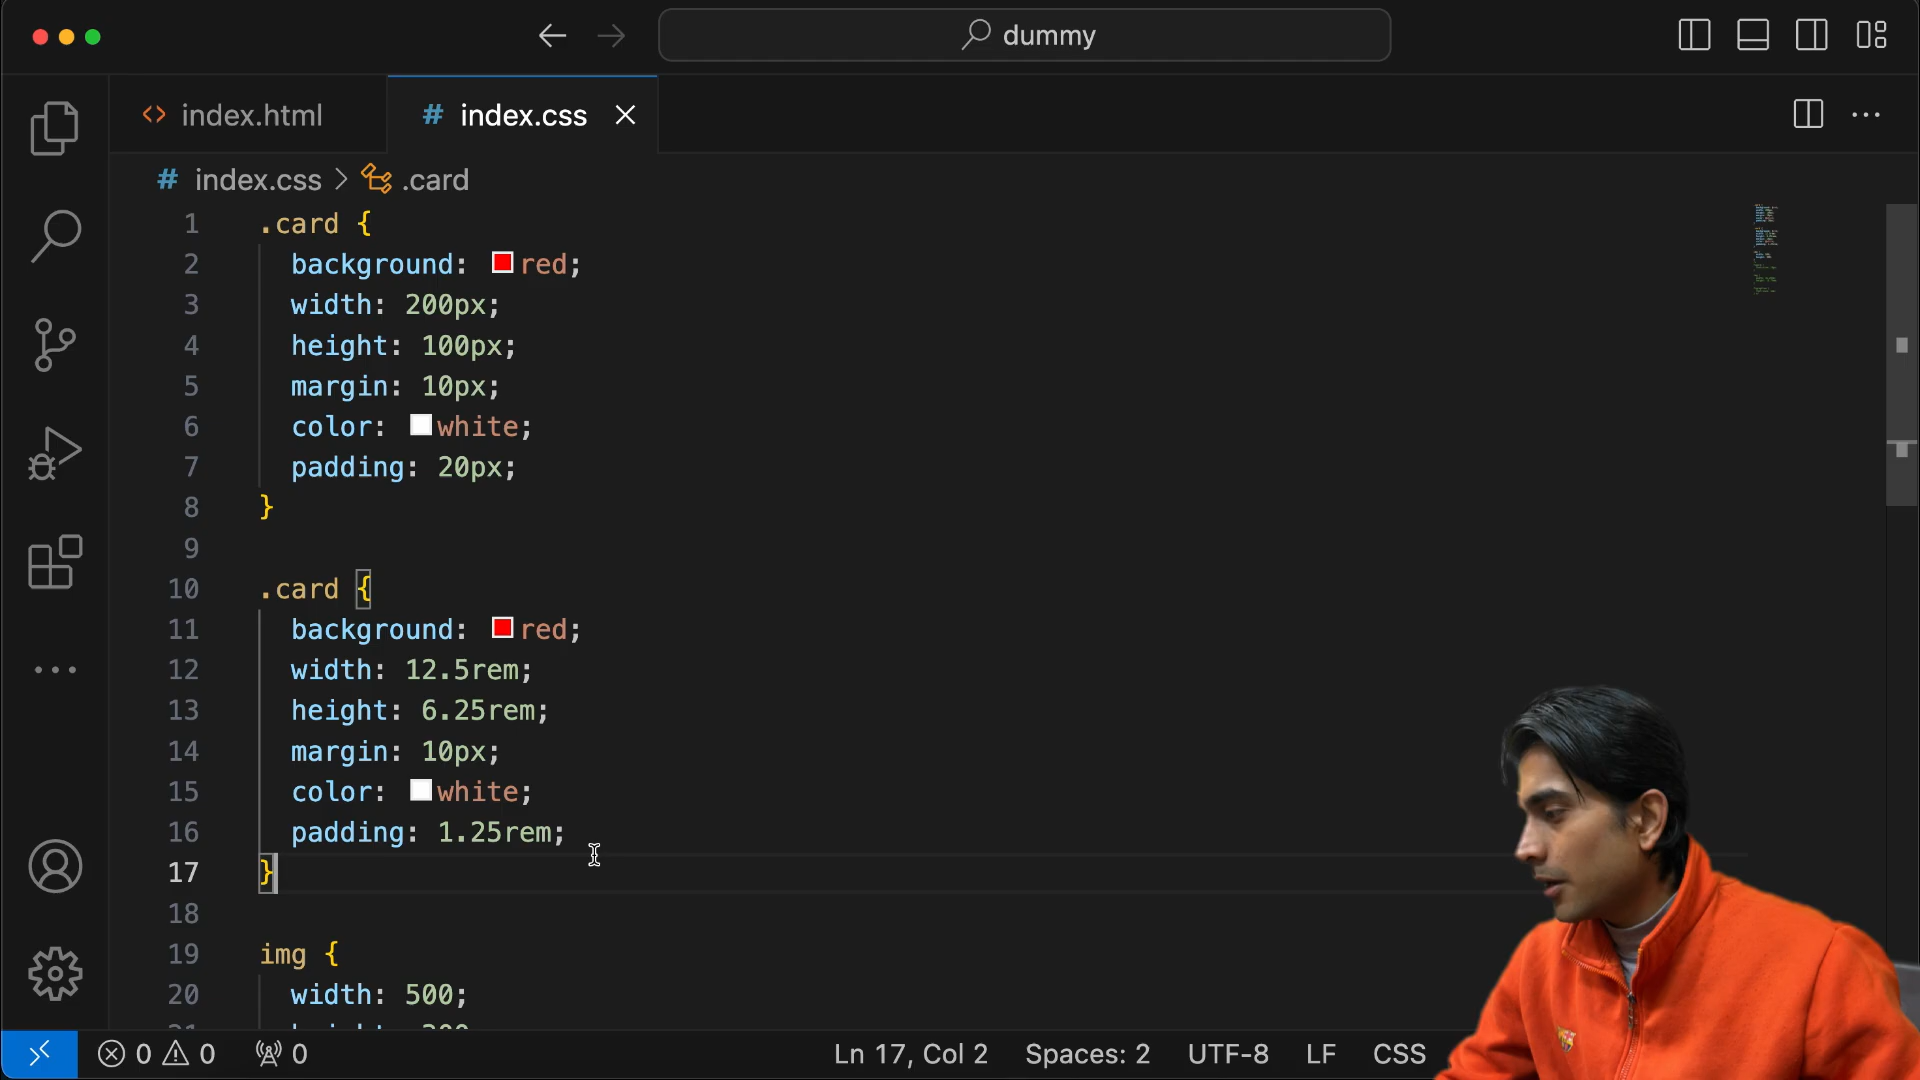 dummy
index.html
# index.css
# index.css > .card
1 .card {
2 background: red;
3 width: 200px;
4 height: 100px;
5 margin: 10px;
6 color: white;
7 padding: 20px;
8 }
9
10 .card {
11 background: red;
12 width: 12.5rem;
13 height: 6.25rem;
14 margin: 10px;
15 color: white;
16 padding: 1.25rem;
17 }
18
19 img {
20 width: 500;
0 0 0 Ln 17, Col 2 Spaces: 2 UTF-8 LF CSS